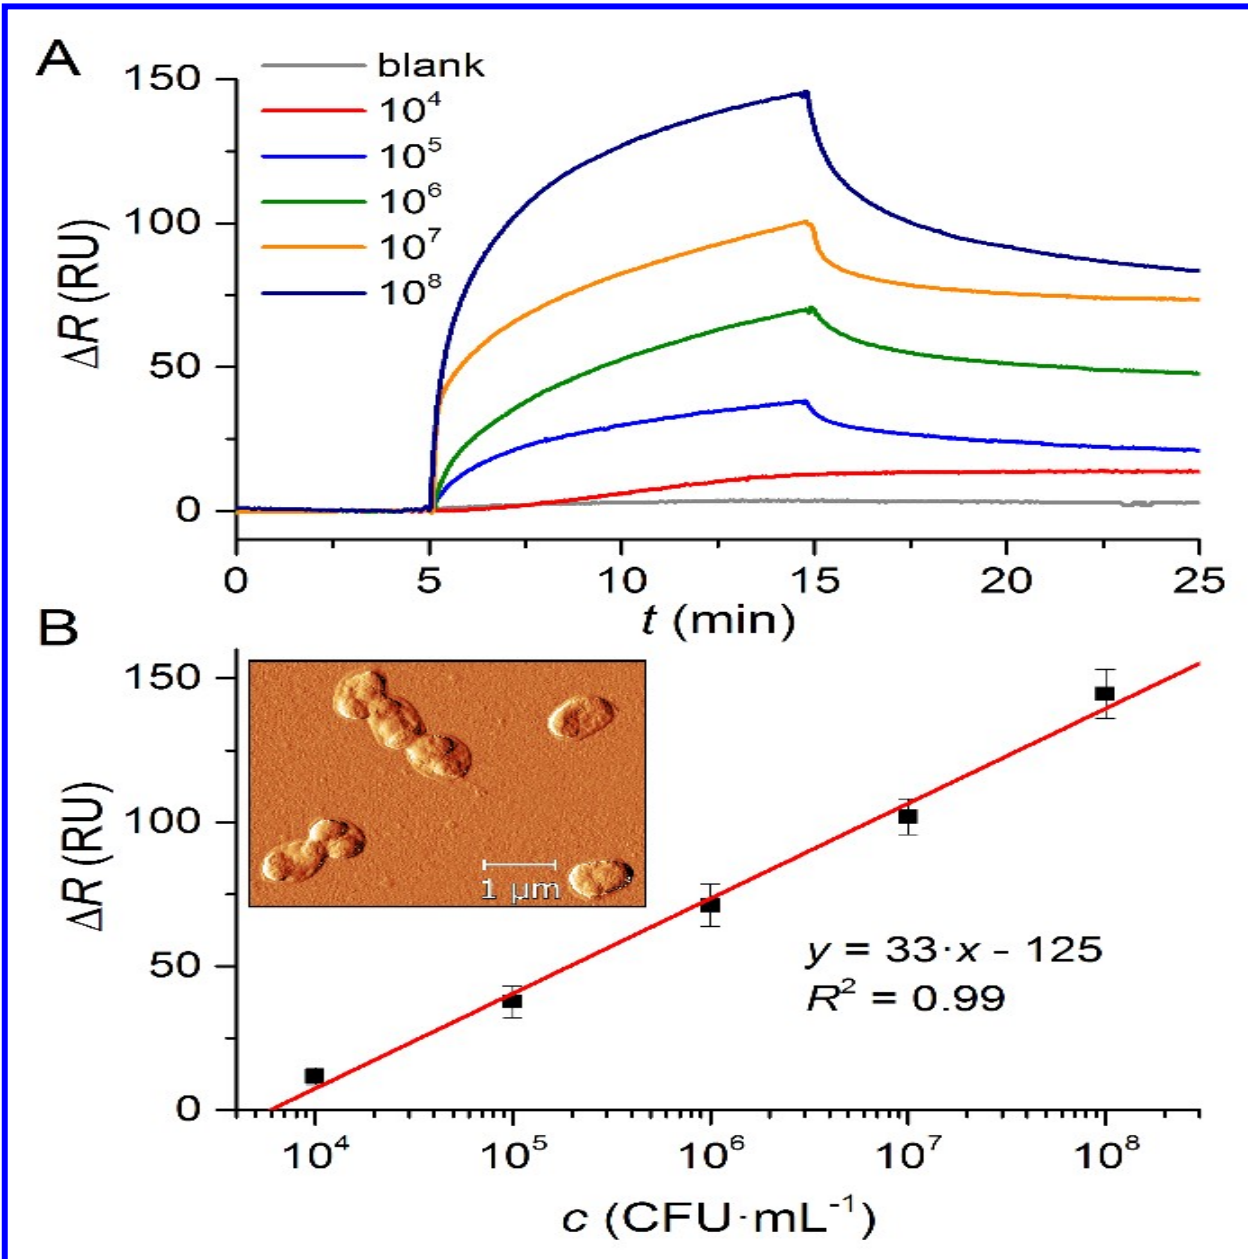 A
blank
10⁴
10⁵
10⁶
10⁷
10⁸
150
100
50
0
ΔR (RU)
0 5 10 15 20 25
t (min)
B
150
100
50
0
ΔR (RU)
1 µm
y = 33·x - 125
R² = 0.99
10⁴ 10⁵ 10⁶ 10⁷ 10⁸
c (CFU·mL⁻¹)